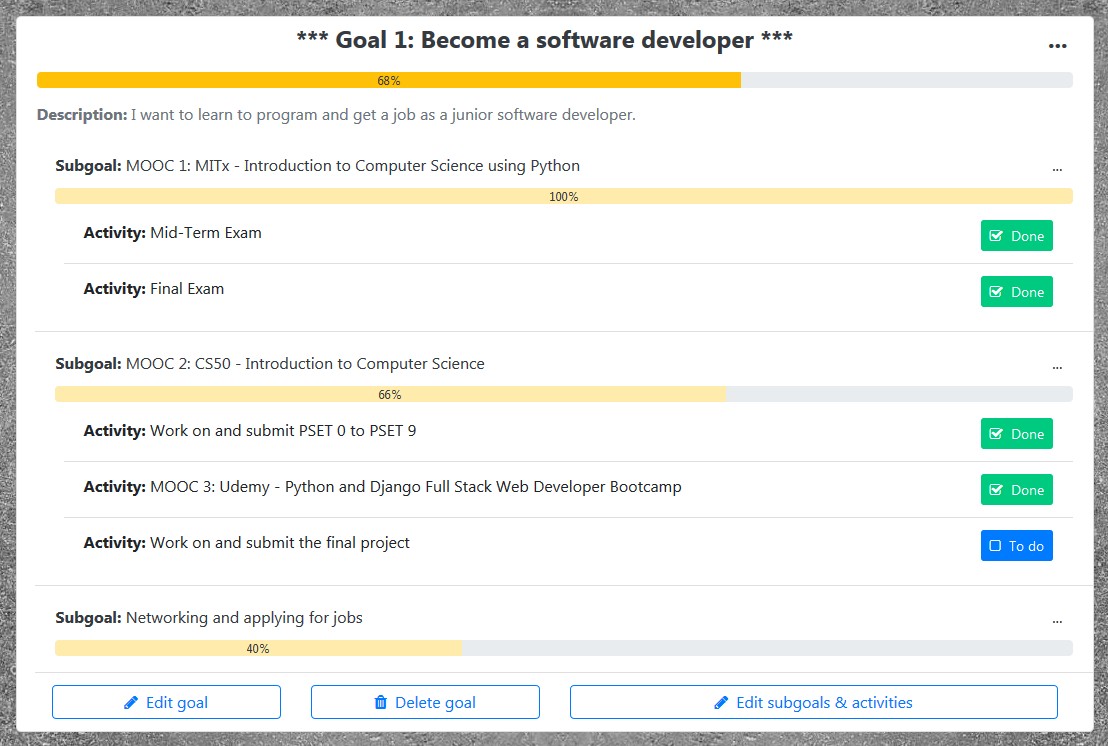 *** Goal 1: Become a software developer ***
...
68%
Description: I want to learn to program and get a job as a junior software developer.
Subgoal: MOOC 1: MITx - Introduction to Computer Science using Python
...
100%
Activity: Mid-Term Exam
Done
Activity: Final Exam
Done
Subgoal: MOOC 2: CS50 - Introduction to Computer Science
...
66%
Activity: Work on and submit PSET 0 to PSET 9
Done
Activity: MOOC 3: Udemy - Python and Django Full Stack Web Developer Bootcamp
Done
Activity: Work on and submit the final project
To do
Subgoal: Networking and applying for jobs
...
40%
Edit goal
Delete goal
Edit subgoals & activities